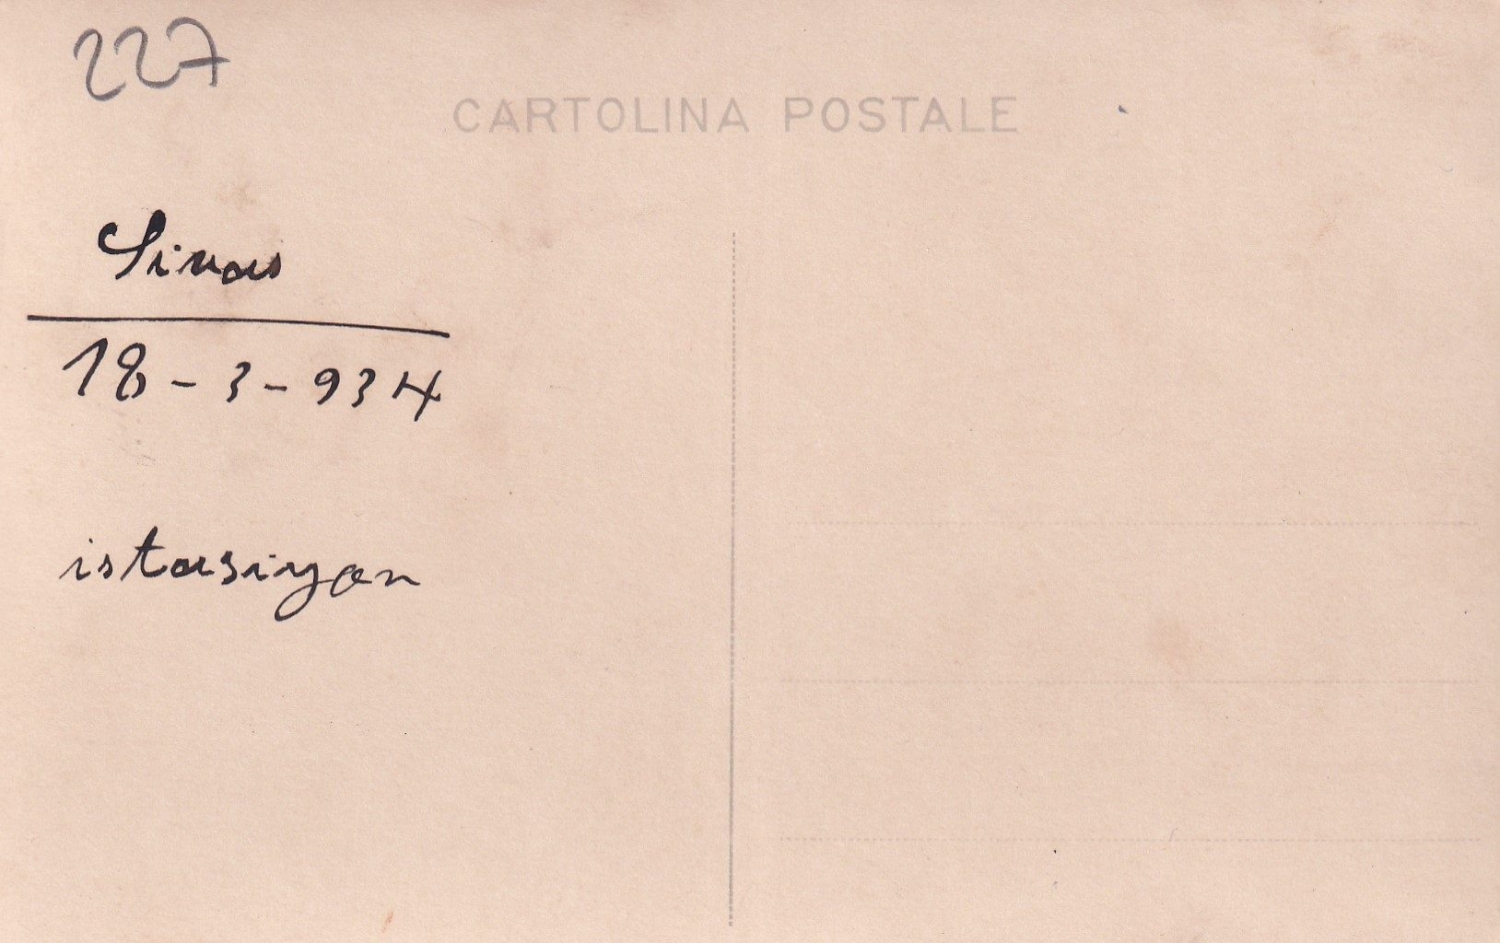 227
CARTOLINA POSTALE
Sivas
18-3-934
istasiyon